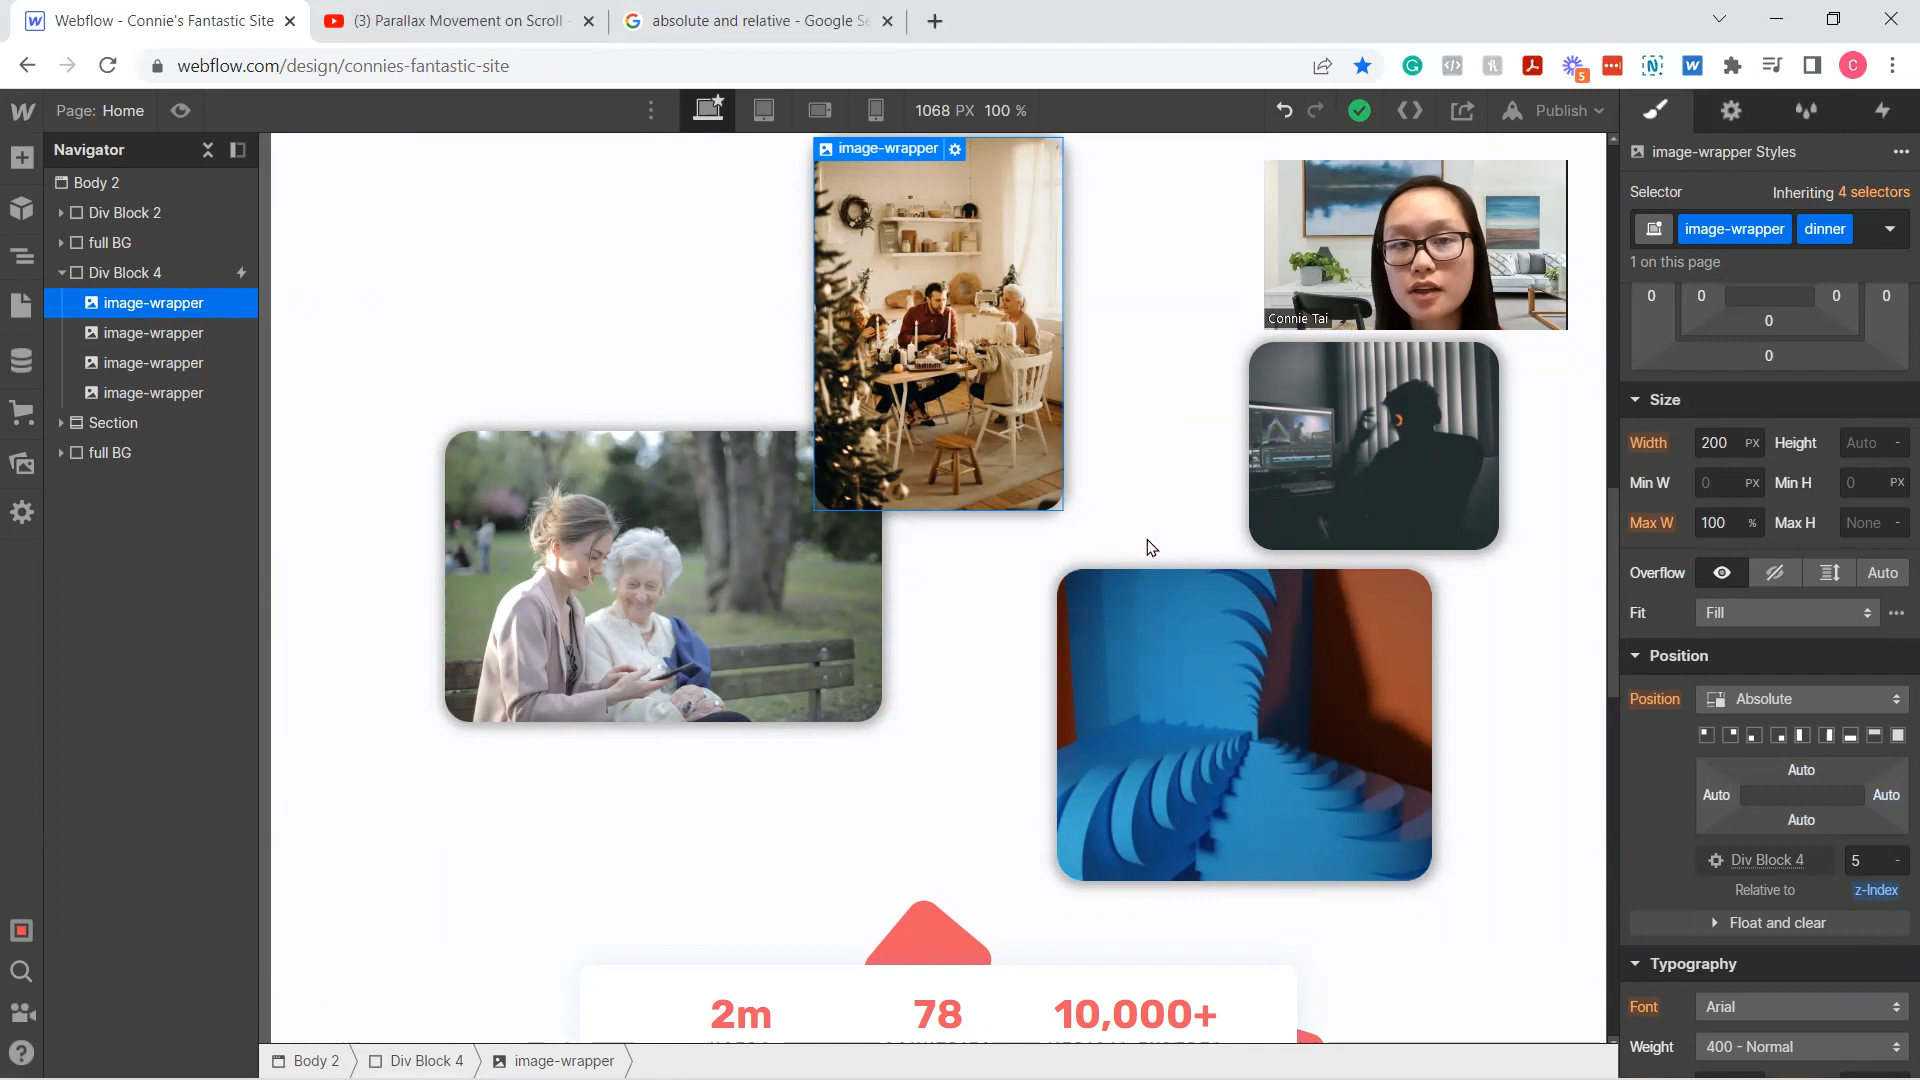 Webflow - Connie's Fantastic Site
(3) Parallax Movement on Scroll -
absolute and relative - Google Se
webflow.com/design/connies-fantastic-site
5
C
Page: Home
1068 PX 100 %
Publish
Navigator
Body 2
Div Block 2
full BG
Div Block 4
image-wrapper
image-wrapper
image-wrapper
image-wrapper
Section
full BG
image-wrapper
Connie Tai
2m
78
10,000+
Body 2
Div Block 4
image-wrapper
image-wrapper Styles
Selector
Inheriting 4 selectors
image-wrapper
dinner
1 on this page
0 0 0 0
0
0
Size
Width 200 PX Height Auto -
Min W 0 PX Min H 0 PX
Max W 100 % Max H None -
Overflow Auto
Fit Fill
Position
Position Absolute
Auto
Auto Auto
Auto
Div Block 4 5 -
Relative to z-Index
Float and clear
Typography
Font Arial
Weight 400 - Normal